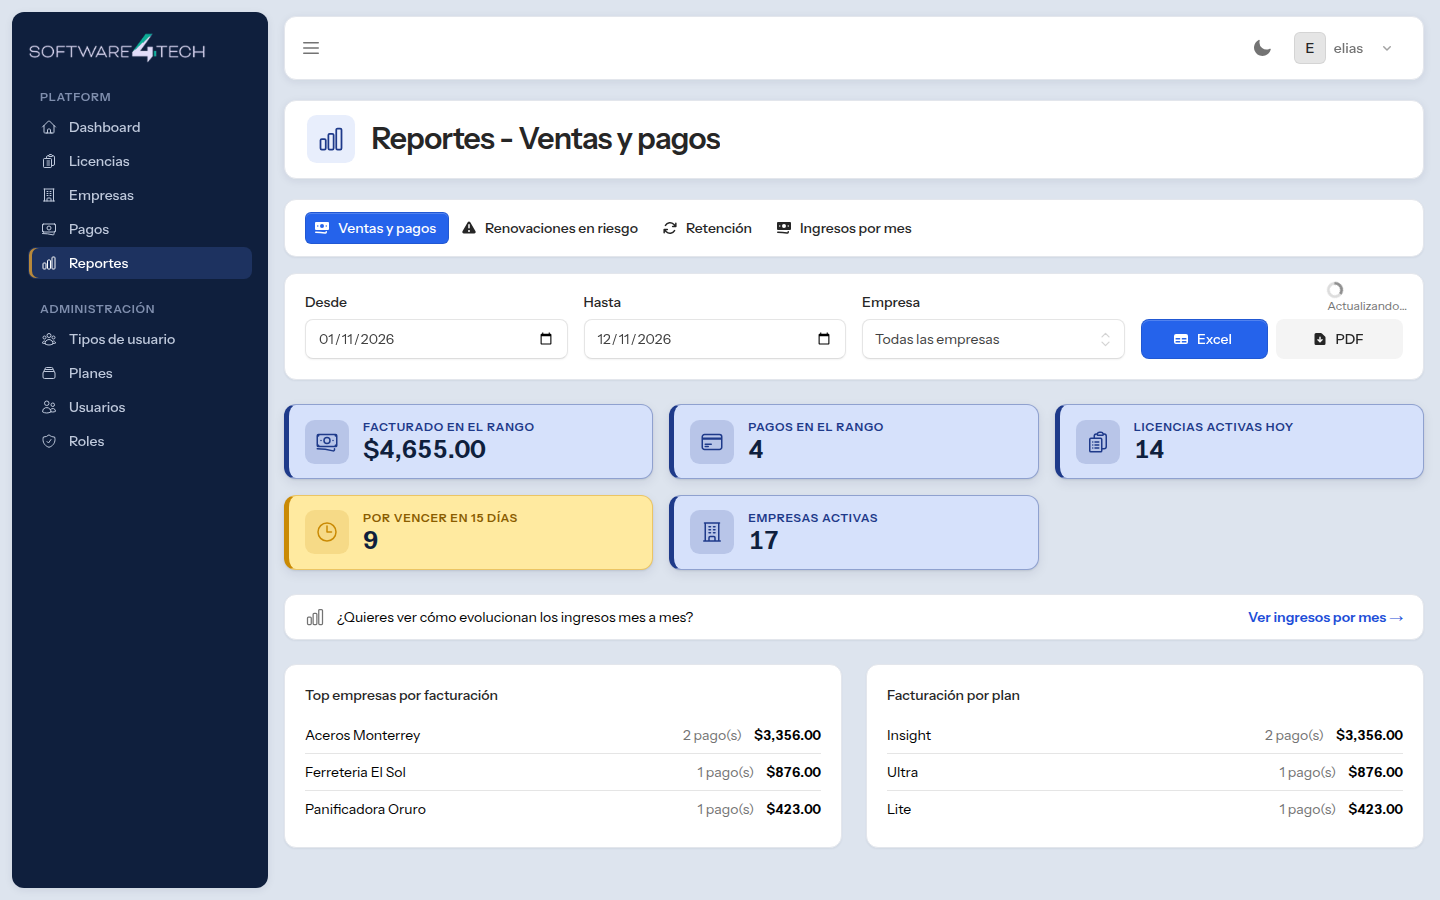 SOFTWARE4TECH
PLATFORM
Dashboard
Licencias
Empresas
Pagos
Reportes
ADMINISTRACIÓN
Tipos de usuario
Planes
Usuarios
Roles
E elias
Reportes - Ventas y pagos
Ventas y pagos Renovaciones en riesgo Retención Ingresos por mes
Desde Hasta Empresa
Actualizando...
01/11/2026 12/11/2026 Todas las empresas Excel PDF
FACTURADO EN EL RANGO
$4,655.00
PAGOS EN EL RANGO
4
LICENCIAS ACTIVAS HOY
14
POR VENCER EN 15 DÍAS
9
EMPRESAS ACTIVAS
17
¿Quieres ver cómo evolucionan los ingresos mes a mes? Ver ingresos por mes →
Top empresas por facturación
Aceros Monterrey 2 pago(s) $3,356.00
Ferreteria El Sol 1 pago(s) $876.00
Panificadora Oruro 1 pago(s) $423.00
Facturación por plan
Insight 2 pago(s) $3,356.00
Ultra 1 pago(s) $876.00
Lite 1 pago(s) $423.00